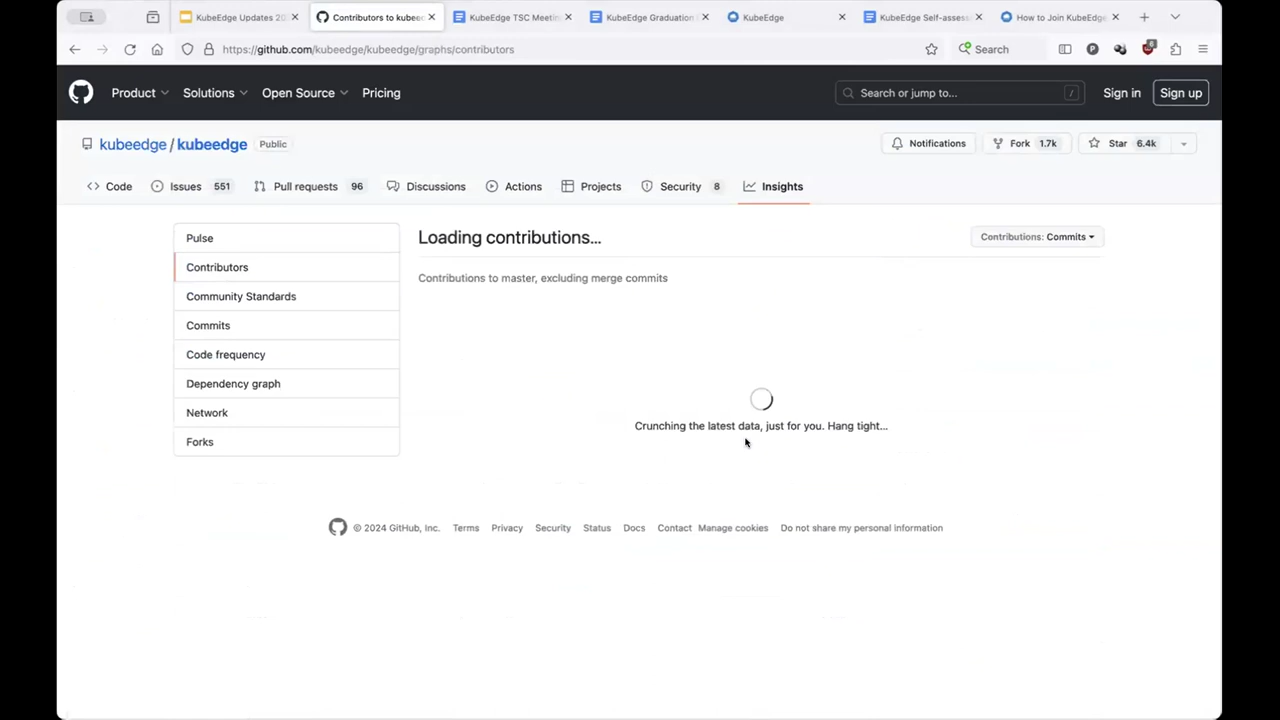 KubeEdge Updates 20
Contributors to kubee
KubeEdge TSC Meetin
KubeEdge Graduation
KubeEdge
KubeEdge Self-assess
How to Join KubeEdge
https://github.com/kubeedge/kubeedge/graphs/contributors
Search
6
Product
Solutions
Open Source
Pricing
Search or jump to...
/
Sign in
Sign up
kubeedge / kubeedge
Public
Notifications
Fork 1.7k
Star 6.4k
Code
Issues 551
Pull requests 96
Discussions
Actions
Projects
Security 8
Insights
Pulse
Contributors
Community Standards
Commits
Code frequency
Dependency graph
Network
Forks
Loading contributions...
Contributions: Commits
Contributions to master, excluding merge commits
Crunching the latest data, just for you. Hang tight...
© 2024 GitHub, Inc. Terms Privacy Security Status Docs Contact Manage cookies Do not share my personal information